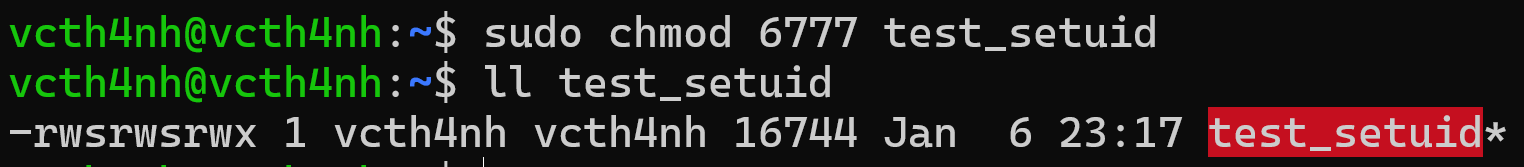 vcth4nh@vcth4nh:~$ sudo chmod 6777 test_setuid
vcth4nh@vcth4nh:~$ ll test_setuid
-rwsrwsrwx 1 vcth4nh vcth4nh 16744 Jan  6 23:17 test_setuid*